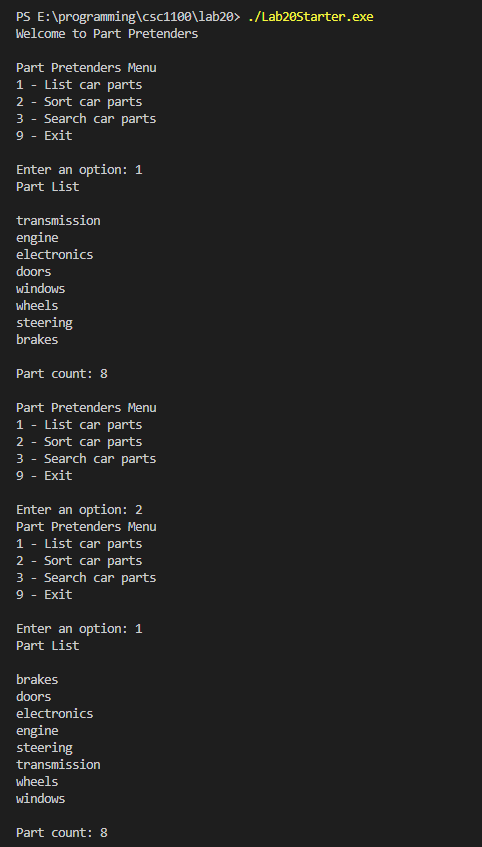 PS E:\programming\csc1100\lab20> ./Lab20Starter.exe
Welcome to Part Pretenders
Part Pretenders Menu
1 - List car parts
2 - Sort car parts
3 - Search car parts
9 - Exit
Enter an option: 1
Part List
transmission
engine
electronics
doors
windows
wheels
steering
brakes
Part count: 8
Part Pretenders Menu
1 - List car parts
2 - Sort car parts
3 - Search car parts
9 - Exit
Enter an option: 2
Part Pretenders Menu
1 - List car parts
2 - Sort car parts
3 - Search car parts
9 - Exit
Enter an option: 1
Part List
brakes
doors
electronics
engine
steering
transmission
wheels
windows
Part count: 8